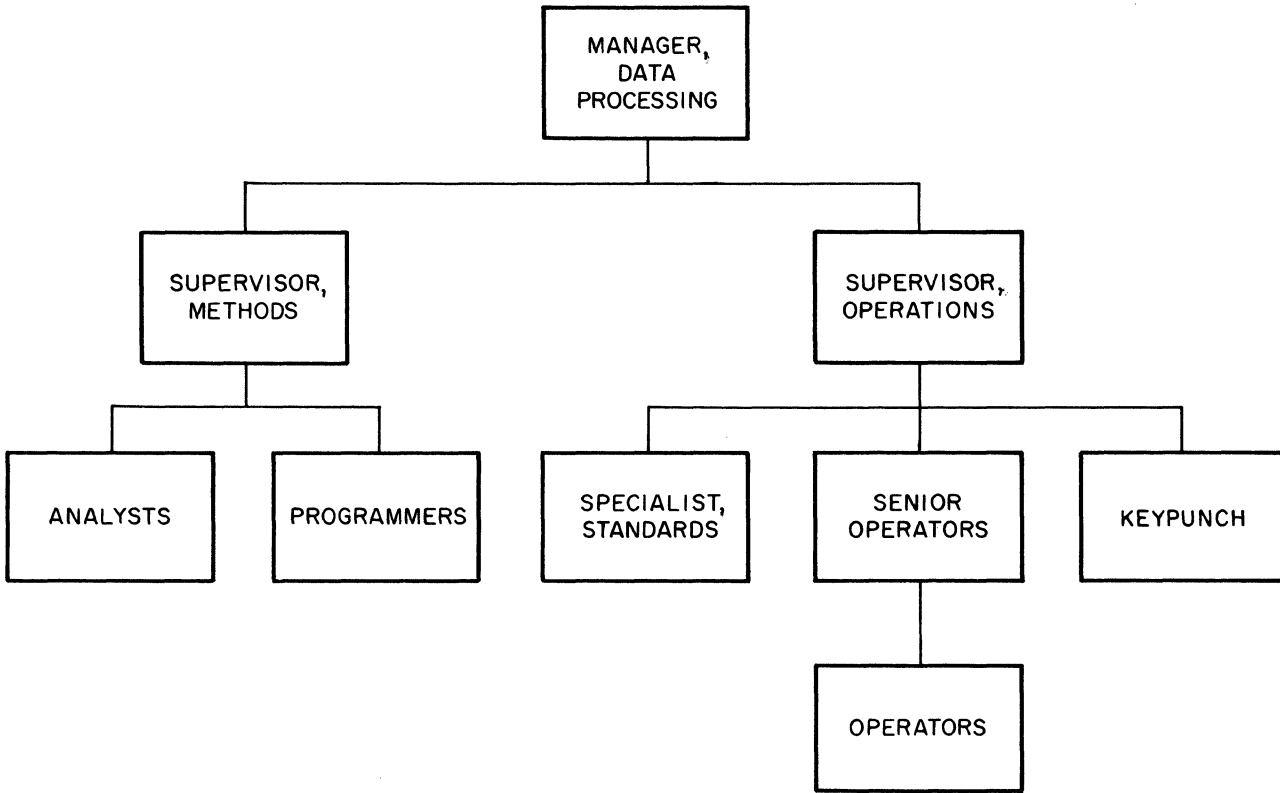 MANAGER,
DATA
PROCESSING
SUPERVISOR,
METHODS
SUPERVISOR,
OPERATIONS
ANALYSTS
PROGRAMMERS
SPECIALIST,
STANDARDS
SENIOR
OPERATORS
KEYPUNCH
OPERATORS